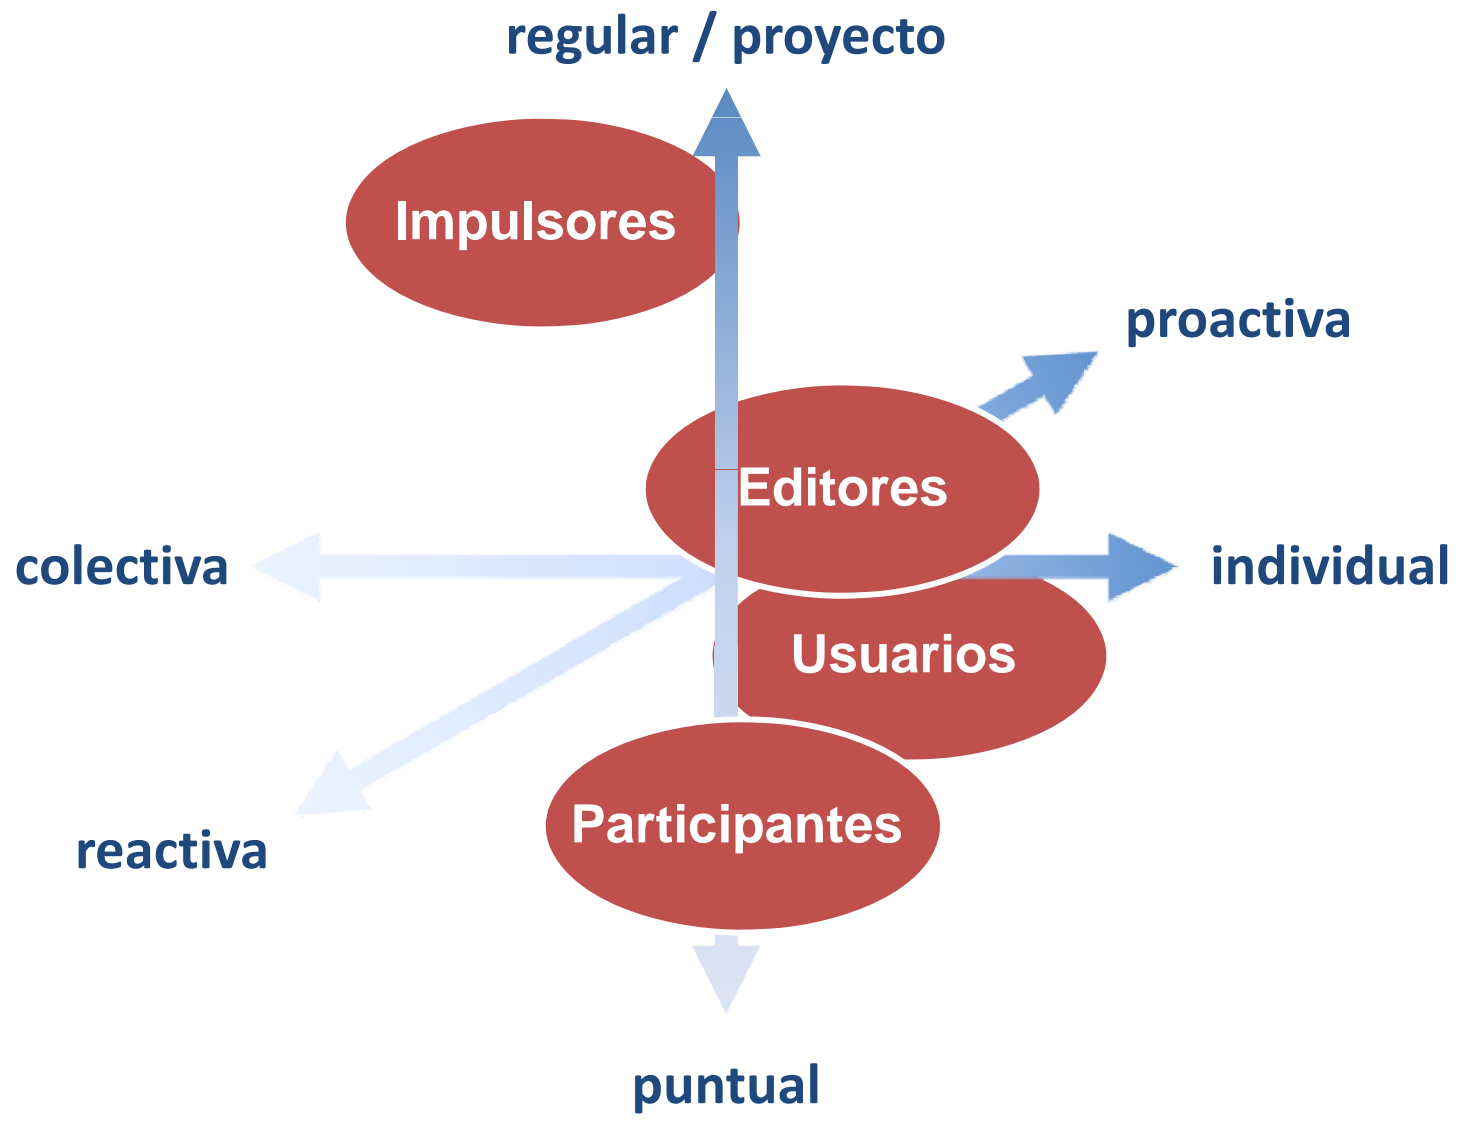 regular / proyecto
Impulsores
proactiva
Editores
colectiva
individual
Usuarios
Participantes
reactiva
puntual